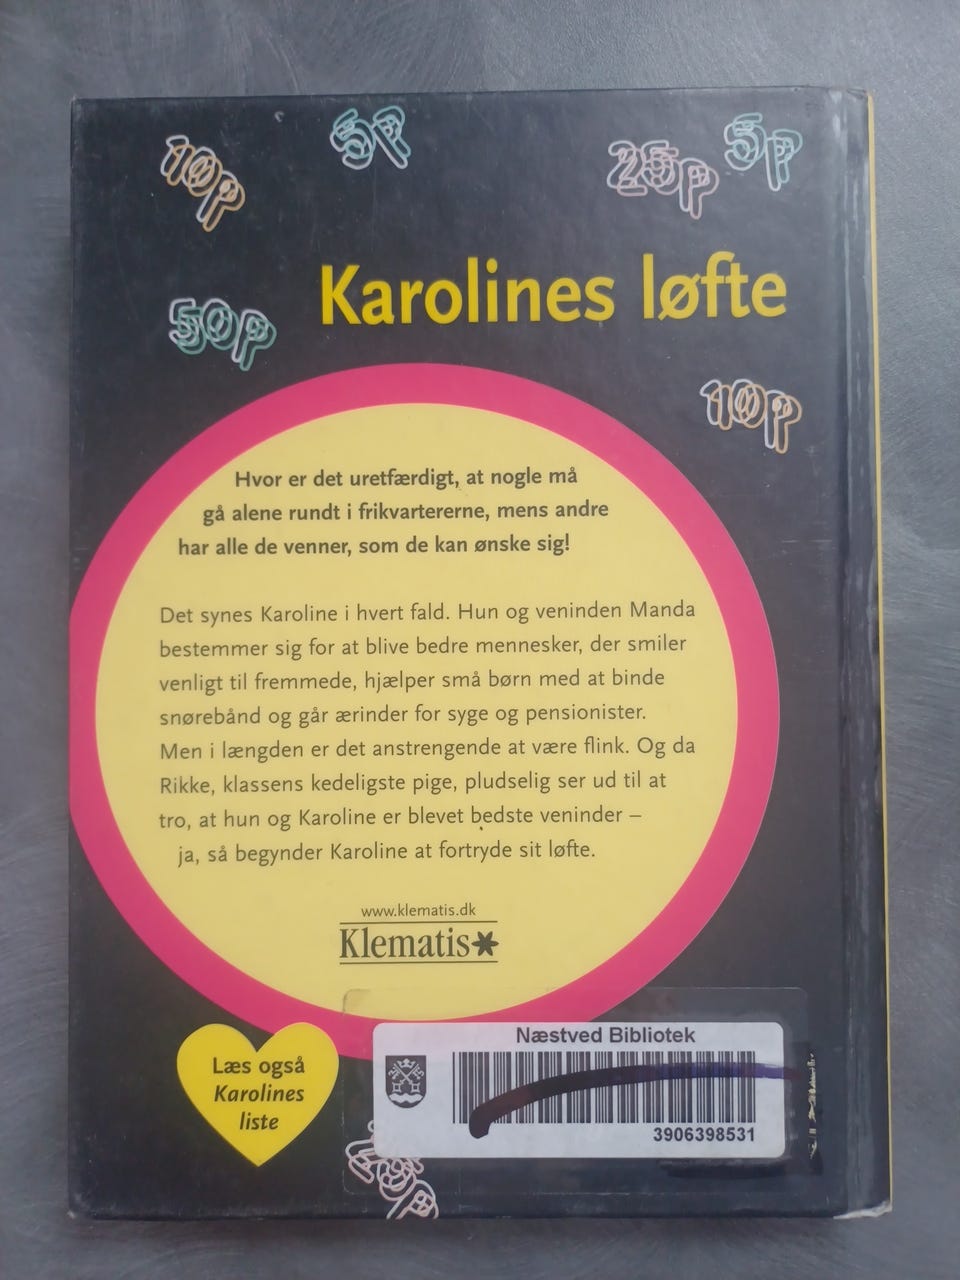 10P
5P
25P
5P
Karolines løfte
50P
10P
Hvor er det uretfærdigt, at nogle må
gå alene rundt i frikvartererne, mens andre
har alle de venner, som de kan ønske sig!
Det synes Karoline i hvert fald. Hun og veninden Manda
bestemmer sig for at blive bedre mennesker, der smiler
venligt til fremmede, hjælper små børn med at binde
snørebånd og går ærinder for syge og pensionister.
Men i længden er det anstrengende at være flink. Og da
Rikke, klassens kedeligste pige, pludselig ser ud til at
tro, at hun og Karoline er blevet bedste veninder –
ja, så begynder Karoline at fortryde sit løfte.
www.klematis.dk
Klematis
Læs også
Karolines
liste
Næstved Bibliotek
3906398531
25P